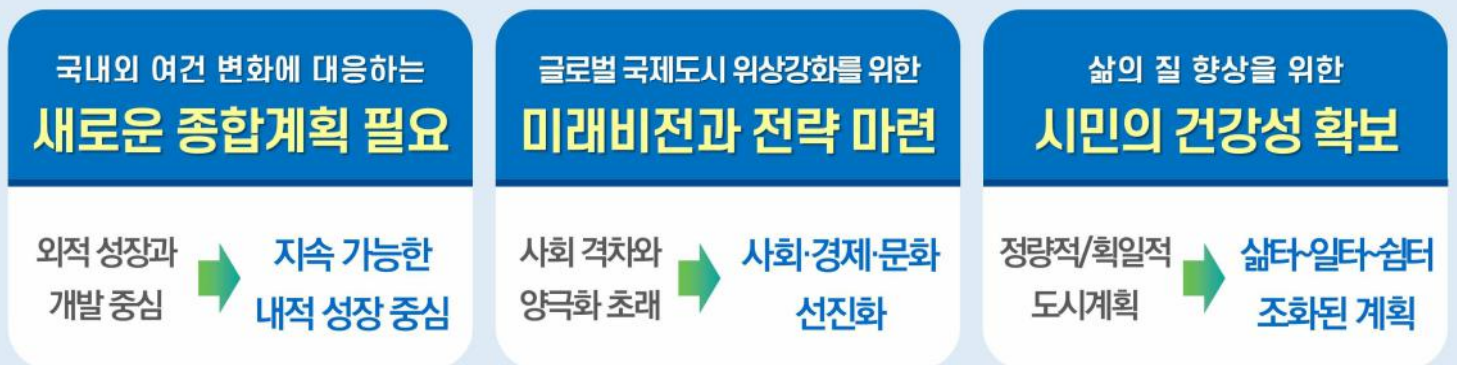 국내외 여건 변화에 대응하는
새로운 종합계획 필요
외적 성장과
개발 중심
지속 가능한
내적 성장 중심
글로벌 국제도시 위상강화를 위한
미래비전과 전략 마련
사회 격차와
양극화 초래
사회·경제·문화
선진화
삶의 질 향상을 위한
시민의 건강성 확보
정량적/획일적
도시계획
삶터~일터~쉼터
조화된 계획